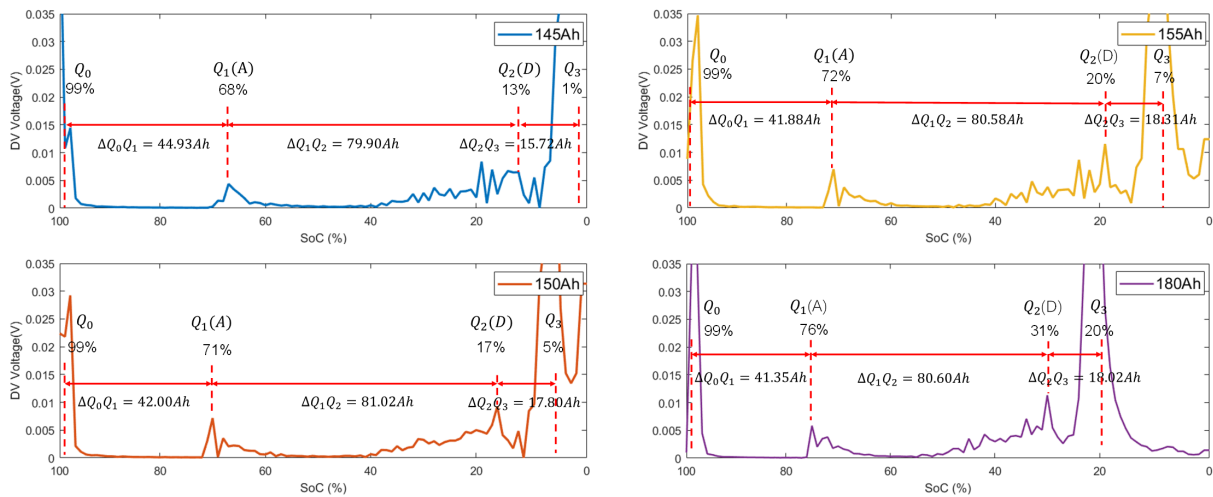 0.035
0.03
0.025
0.02
0.015
0.01
0.005
0
DV Voltage(V)
145Ah
Q₀
99%
Q₁(A)
68%
Q₂(D)
13%
Q₃
1%
ΔQ₀Q₁ = 44.93Ah
ΔQ₁Q₂ = 79.90Ah
ΔQ₂Q₃ = 15.72Ah
100 80 60 40 20 0
SoC (%)
0.035
0.03
0.025
0.02
0.015
0.01
0.005
0
DV Voltage(V)
155Ah
Q₀
99%
Q₁(A)
72%
Q₂(D)
20%
Q₃
7%
ΔQ₀Q₁ = 41.88Ah
ΔQ₁Q₂ = 80.58Ah
ΔQ₂Q₃ = 18.31Ah
100 80 60 40 20 0
SoC (%)
0.035
0.03
0.025
0.02
0.015
0.01
0.005
0
DV Voltage(V)
150Ah
Q₀
99%
Q₁(A)
71%
Q₂(D)
17%
Q₃
5%
ΔQ₀Q₁ = 42.00Ah
ΔQ₁Q₂ = 81.02Ah
ΔQ₂Q₃ = 17.80Ah
100 80 60 40 20 0
SoC (%)
0.035
0.03
0.025
0.02
0.015
0.01
0.005
0
DV Voltage(V)
180Ah
Q₀
99%
Q₁(A)
76%
Q₂(D)
31%
Q₃
20%
ΔQ₀Q₁ = 41.35Ah
ΔQ₁Q₂ = 80.60Ah
ΔQ₂Q₃ = 18.02Ah
100 80 60 40 20 0
SoC (%)